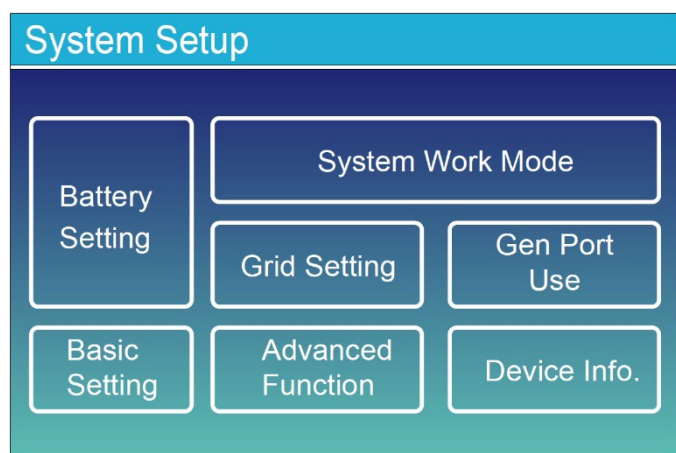 System Setup
Battery
Setting
System Work Mode
Grid Setting
Gen Port
Use
Basic
Setting
Advanced
Function
Device Info.